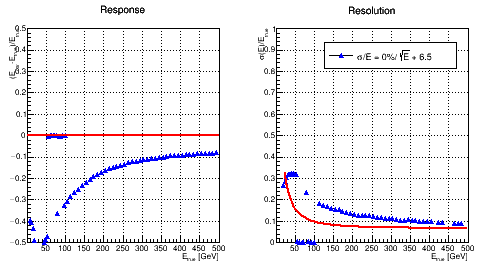 Response
(E_Rec - E_true)/E_true
0.5
0.4
0.3
0.2
0.1
0
−0.1
−0.2
−0.3
−0.4
−0.5
50 100 150 200 250 300 350 400 450 500
E_true [GeV]
Resolution
σ(E)/E_true
σ/E = 0%/√E + 6.5
1
0.9
0.8
0.7
0.6
0.5
0.4
0.3
0.2
0.1
0
50 100 150 200 250 300 350 400 450 500
E_true [GeV]